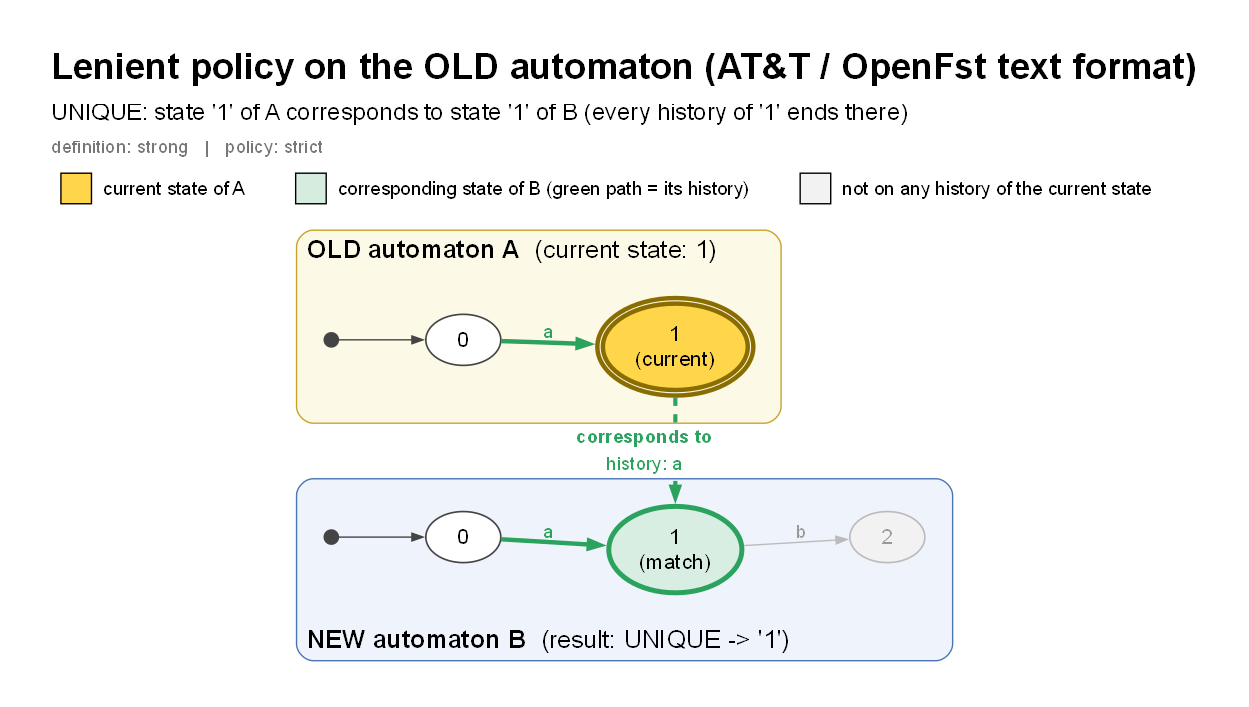 Lenient policy on the OLD automaton (AT&T / OpenFst text format)
UNIQUE: state '1' of A corresponds to state '1' of B (every history of '1' ends there)
definition: strong | policy: strict
current state of A
corresponding state of B (green path = its history)
not on any history of the current state
OLD automaton A (current state: 1)
0
a
1
(current)
corresponds to
history: a
0
a
1
(match)
b
2
NEW automaton B (result: UNIQUE -> '1')